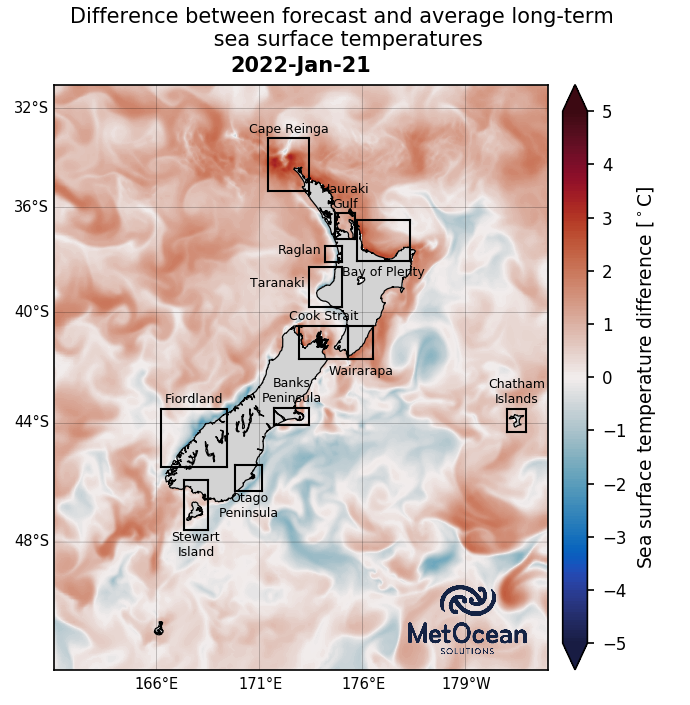 Difference between forecast and average long-term
sea surface temperatures
2022-Jan-21
32°S
36°S
40°S
44°S
48°S
166°E
171°E
176°E
179°W
Cape Reinga
Hauraki
Gulf
Raglan
Bay of Plenty
Taranaki
Cook Strait
Wairarapa
Banks
Peninsula
Fiordland
Chatham
Islands
Otago
Peninsula
Stewart
Island
MetOcean
SOLUTIONS
5
4
3
2
1
0
−1
−2
−3
−4
−5
Sea surface temperature difference [°C]